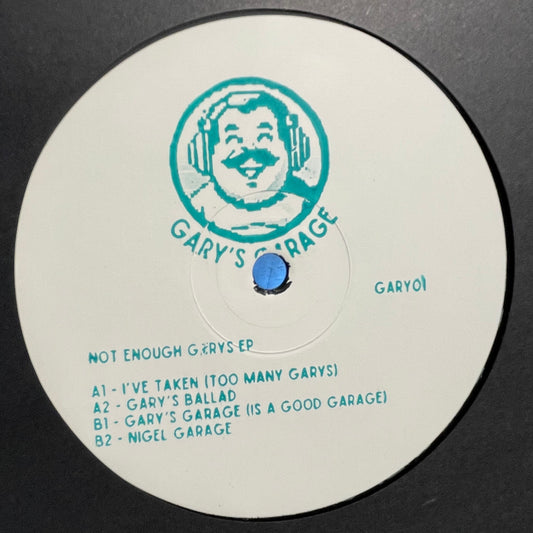 GARY'S GARAGE
GARY01
NOT ENOUGH GARYS EP
A1 - I'VE TAKEN (TOO MANY GARYS)
A2 - GARY'S BALLAD
B1 - GARY'S GARAGE (IS A GOOD GARAGE)
B2 - NIGEL GARAGE